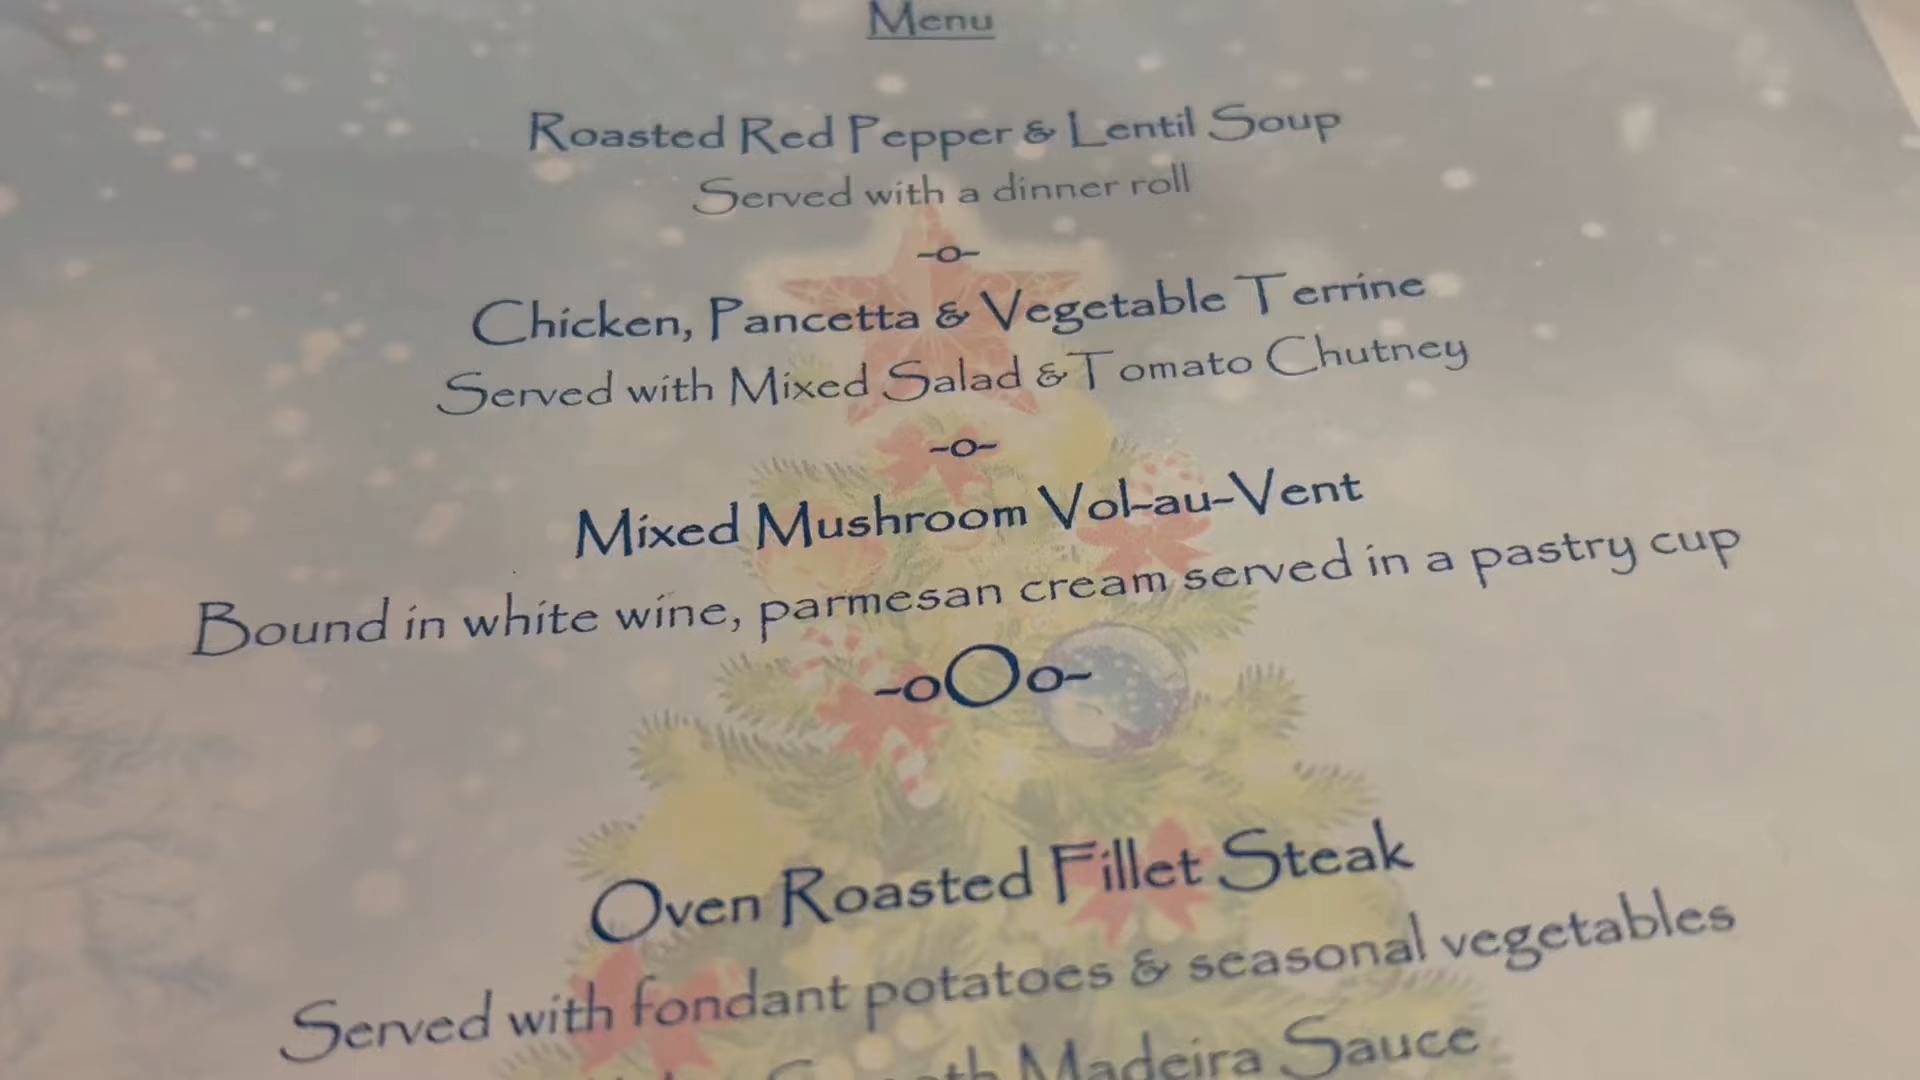 Menu
Roasted Red Pepper & Lentil Soup
Served with a dinner roll
-o-
Chicken, Pancetta & Vegetable Terrine
Served with Mixed Salad & Tomato Chutney
-o-
Mixed Mushroom Vol-au-Vent
Bound in white wine, parmesan cream served in a pastry cup
-oOo-
Oven Roasted Fillet Steak
Served with fondant potatoes & seasonal vegetables
Madeira Sauce